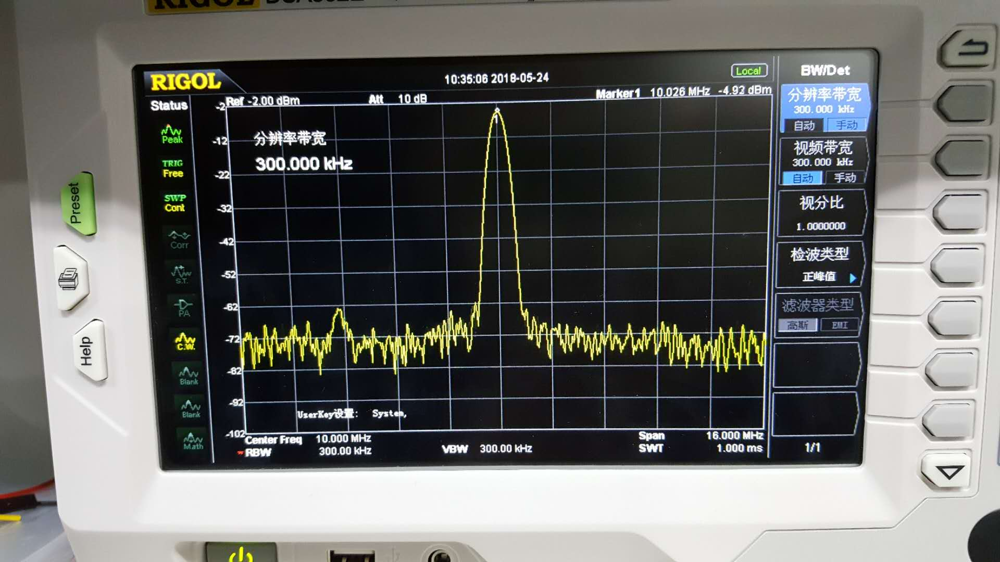 RIGOL
RIGOL
10:35:06 2018-05-24
Local
BW/Det
Status
Ref -2.00 dBm
Att 10 dB
Marker1 10.026 MHz -4.93 dBm
-2
-12
-22
-32
-42
-52
-62
-72
-82
-92
-102
1
分辨率带宽
300.000 kHz
UserKey设置: System,
Center Freq 10.000 MHz
Span 16.000 MHz
RBW 300.00 kHz
VBW 300.00 kHz
SWT 1.000 ms
Peak
TRIG
Free
SWP
Cont
Corr
S.T.
PA
C.W.
Blank
Blank
Math
分辨率带宽
300.000 kHz
自动 手动
视频带宽
300.000 kHz
自动 手动
视分比
1.0000000
检波类型
正峰值
滤波器类型
高斯 EMI
1/1
Preset
Help